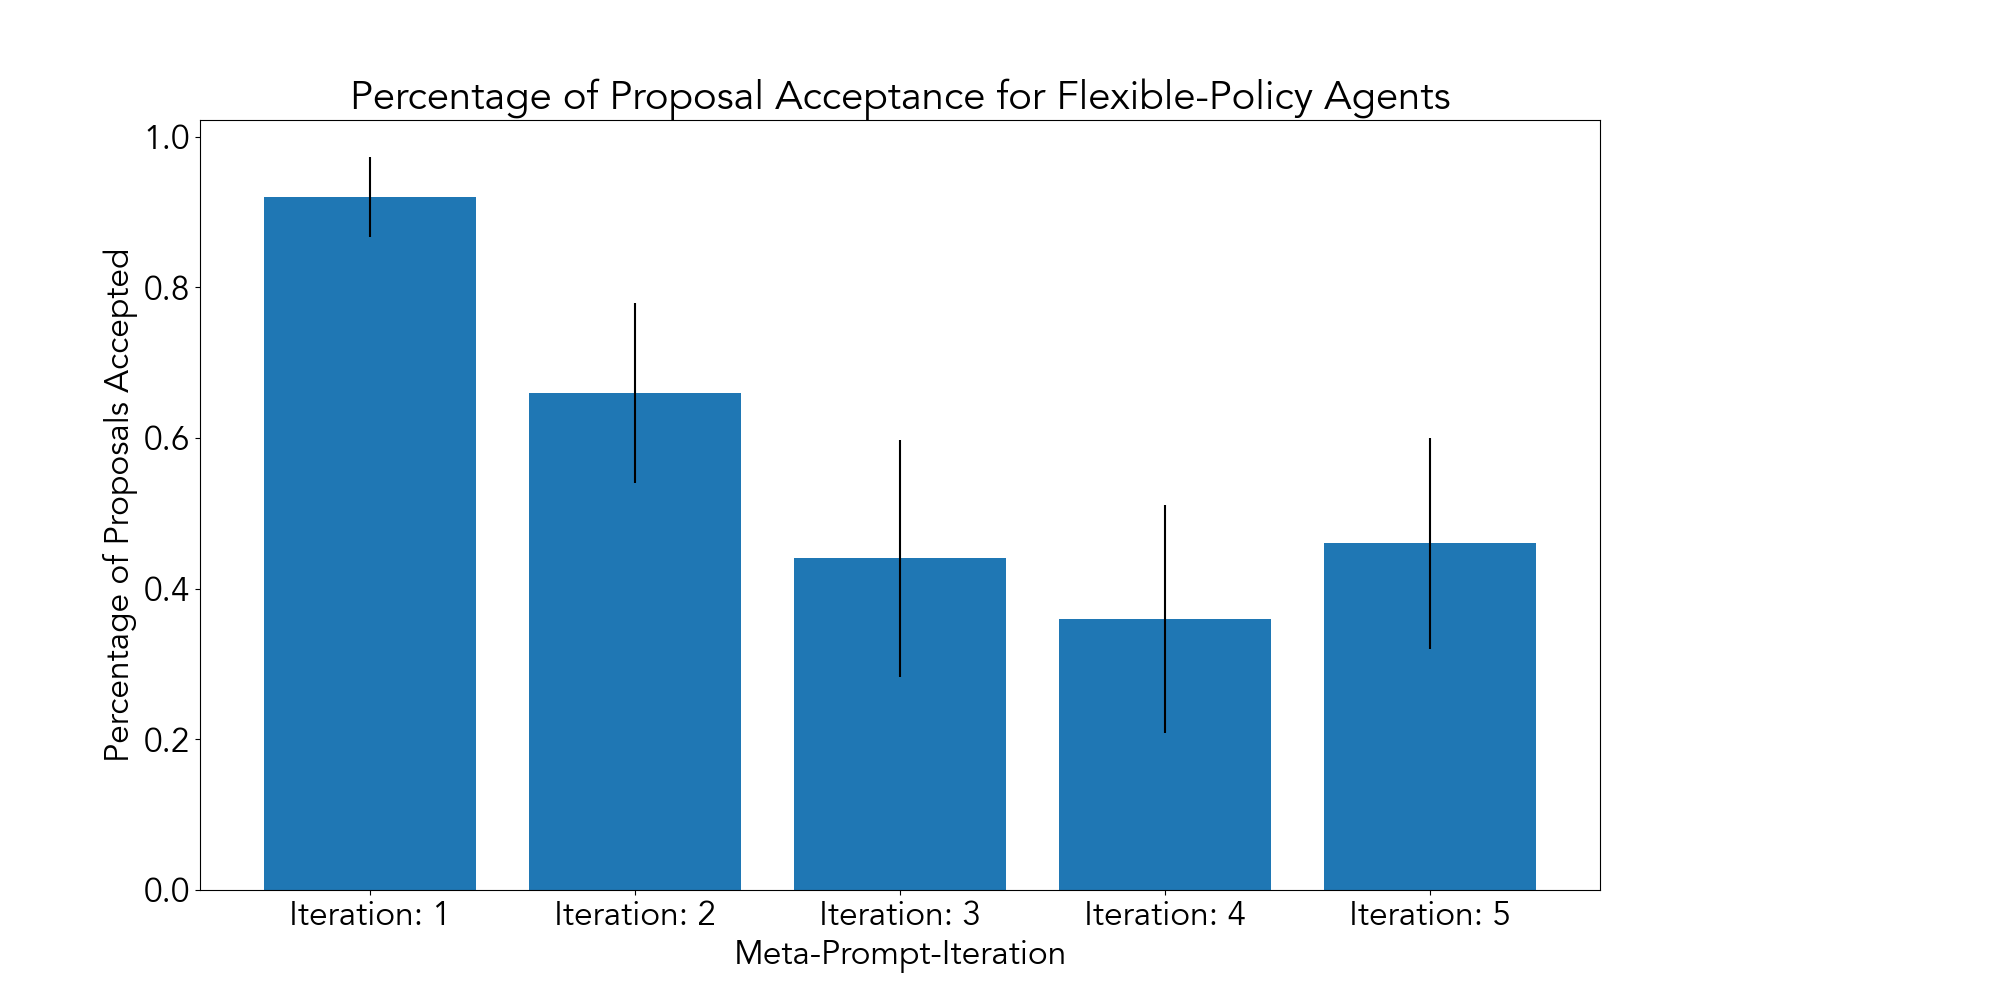 Percentage of Proposal Acceptance for Flexible-Policy Agents
Percentage of Proposals Accepted
1.0
0.8
0.6
0.4
0.2
0.0
Iteration: 1
Iteration: 2
Iteration: 3
Iteration: 4
Iteration: 5
Meta-Prompt-Iteration